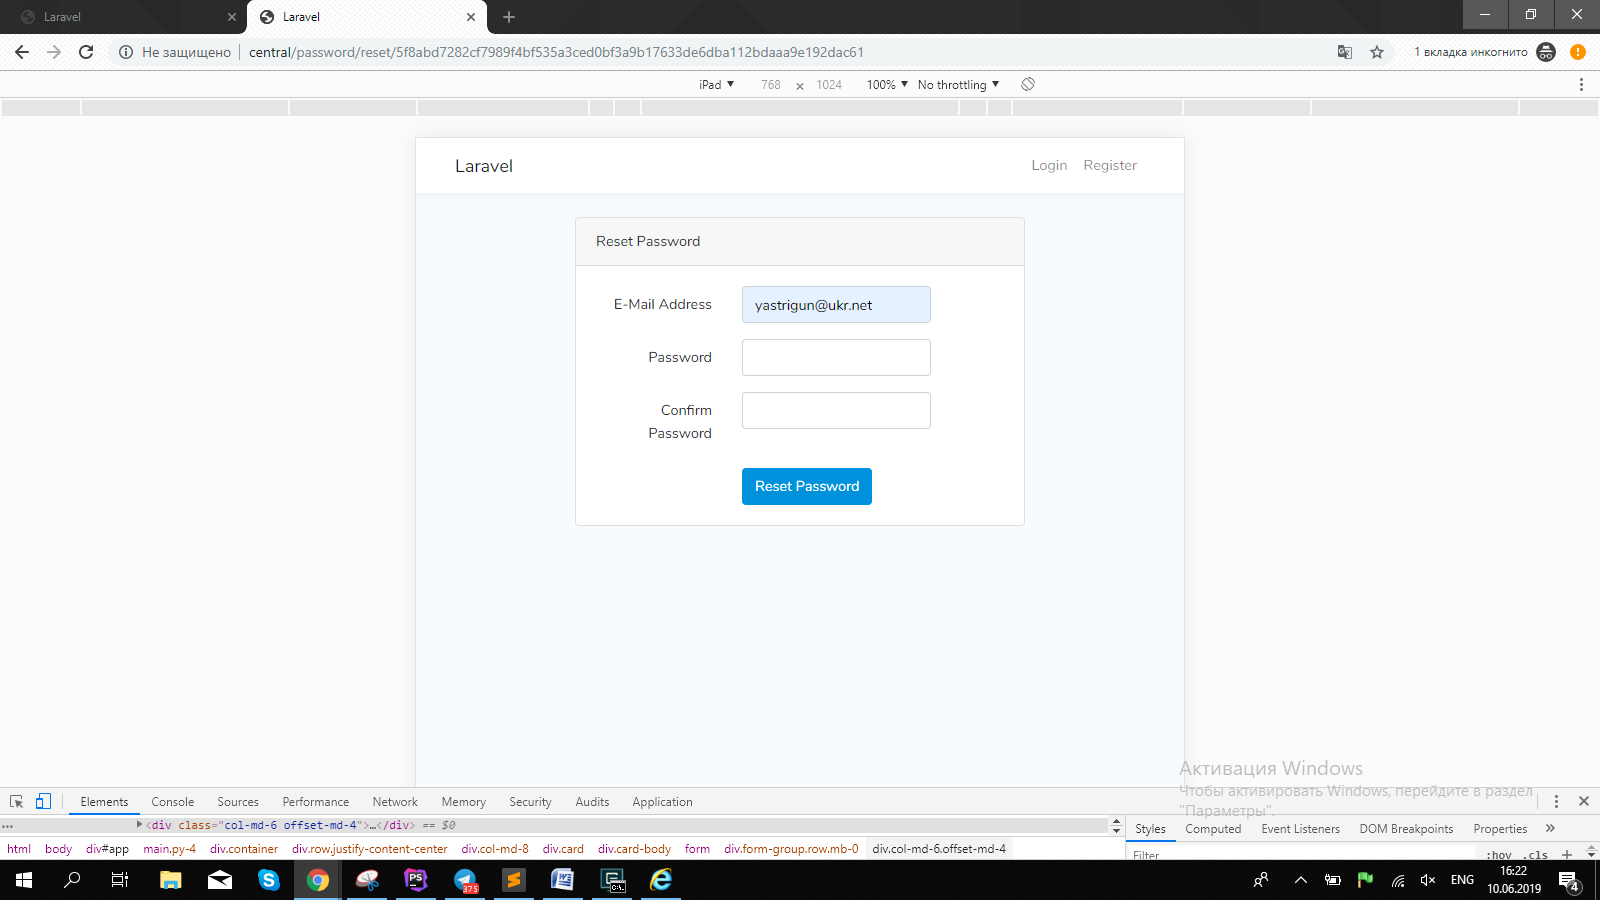 Laravel
Laravel
Не защищено
central/password/reset/5f8abd7282cf7989f4bf535a3ced0bf3a9b17633de6dba112bdaaa9e192dac61
1 вкладка инкогнито
iPad 768 × 1024 100% No throttling
Laravel
Login Register
Reset Password
E-Mail Address
yastrigun@ukr.net
Password
Confirm
Password
Reset Password
Активация Windows
Чтобы активировать Windows, перейдите в раздел
"Параметры".
Elements Console Sources Performance Network Memory Security Audits Application
… <div class="col-md-6 offset-md-4">…</div> == $0
html body div#app main.py-4 div.container div.row.justify-content-center div.col-md-8 div.card div.card-body form div.form-group.row.mb-0 div.col-md-6.offset-md-4
Styles Computed Event Listeners DOM Breakpoints Properties »
Filter :hov .cls +
PS
375
W
C:\.
ENG
16:22
10.06.2019
4